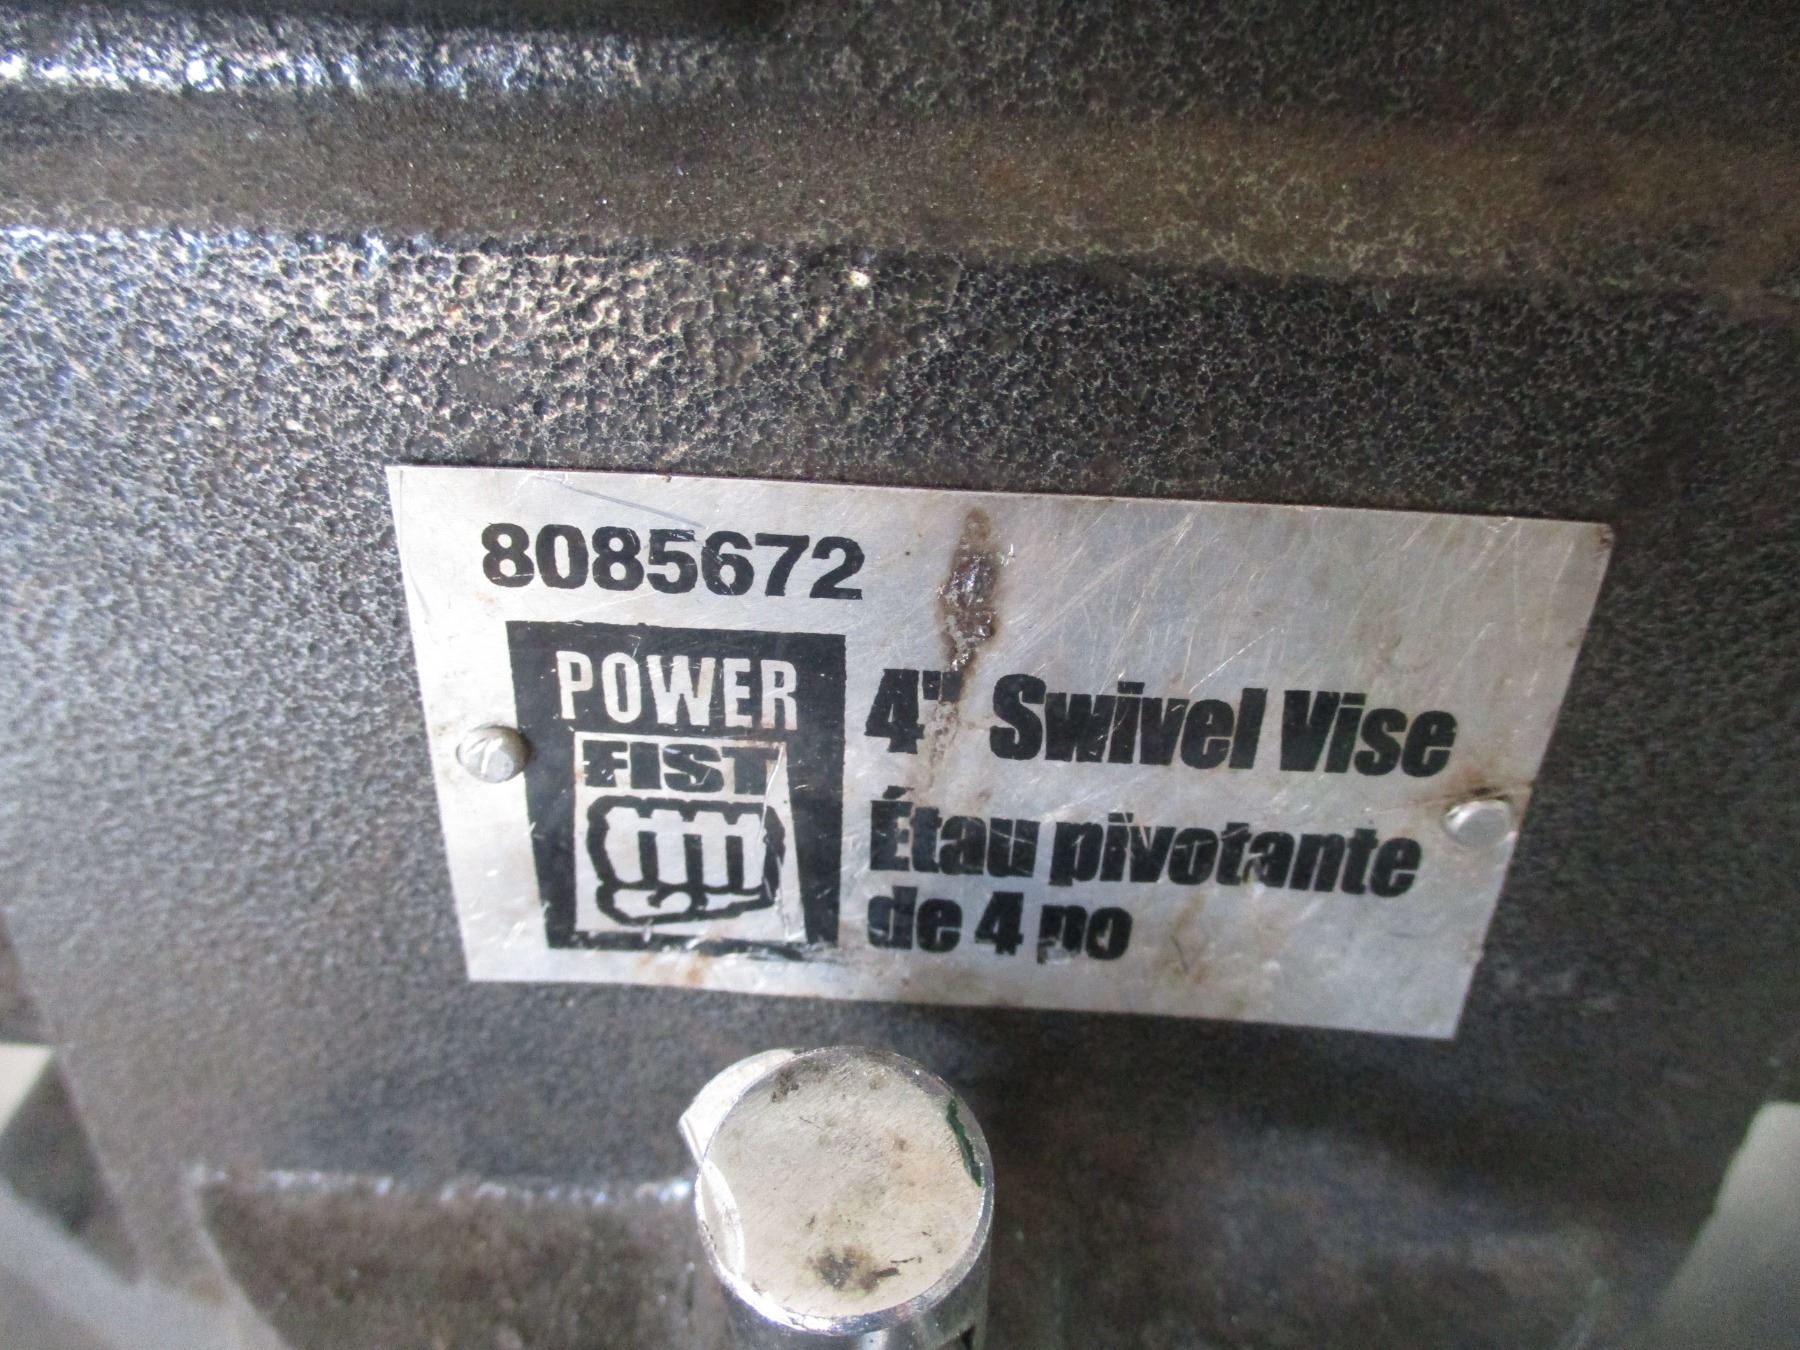 8085672
POWER
FIST
4" Swivel Vise
Étau pivotante
de 4 po